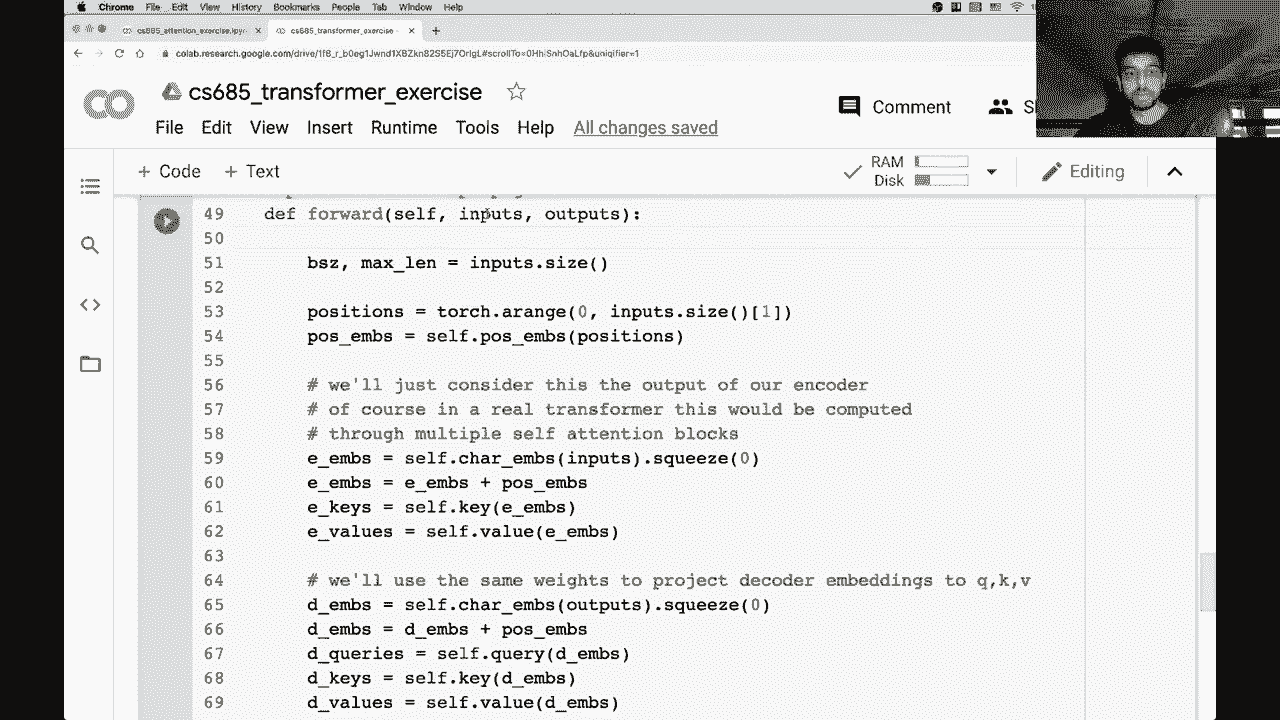 Chrome File Edit View History Bookmarks People Tab Window Help
cs685_attention_exercise.ipyn cs685_transformer_exercise -
colab.research.google.com/drive/
cs685_transformer_exercise
Comment
File Edit View Insert Runtime Tools Help All changes saved
+ Code + Text
RAM
Disk
Editing
49 def forward(self, inputs, outputs):
50
51 bsz, max_len = inputs.size()
52
53 positions = torch.arange(0, inputs.size()[1])
54 pos_embs = self.pos_embs(positions)
55
56 # we'll just consider this the output of our encoder
57 # of course in a real transformer this would be computed
58 # through multiple self attention blocks
59 e_embs = self.char_embs(inputs).squeeze(0)
60 e_embs = e_embs + pos_embs
61 e_keys = self.key(e_embs)
62 e_values = self.value(e_embs)
63
64 # we'll use the same weights to project decoder embeddings to q,k,v
65 d_embs = self.char_embs(outputs).squeeze(0)
66 d_embs = d_embs + pos_embs
67 d_queries = self.query(d_embs)
68 d_keys = self.key(d_embs)
69 d_values = self.value(d_embs)